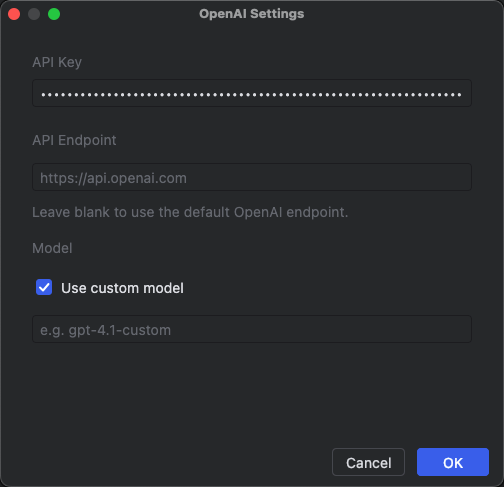 OpenAI Settings
API Key
••••••••••••••••••••••••••••••••••••••••••••••••••••••••••••••••
API Endpoint
https://api.openai.com
Leave blank to use the default OpenAI endpoint.
Model
Use custom model
e.g. gpt-4.1-custom
Cancel OK